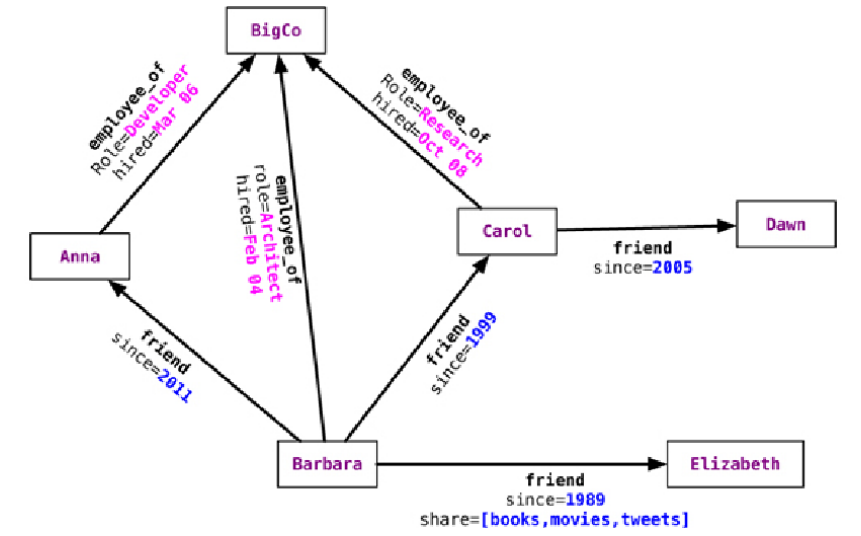 BigCo
employee_of
Role=Developer
hired=Mar 06
employee_of
Role=Research
hired=Oct 08
employee_of
role=Architect
hired=Feb 04
Anna
Carol
Dawn
friend
since=2005
friend
since=2011
friend
since=1999
Barbara
Elizabeth
friend
since=1989
share=[books,movies,tweets]